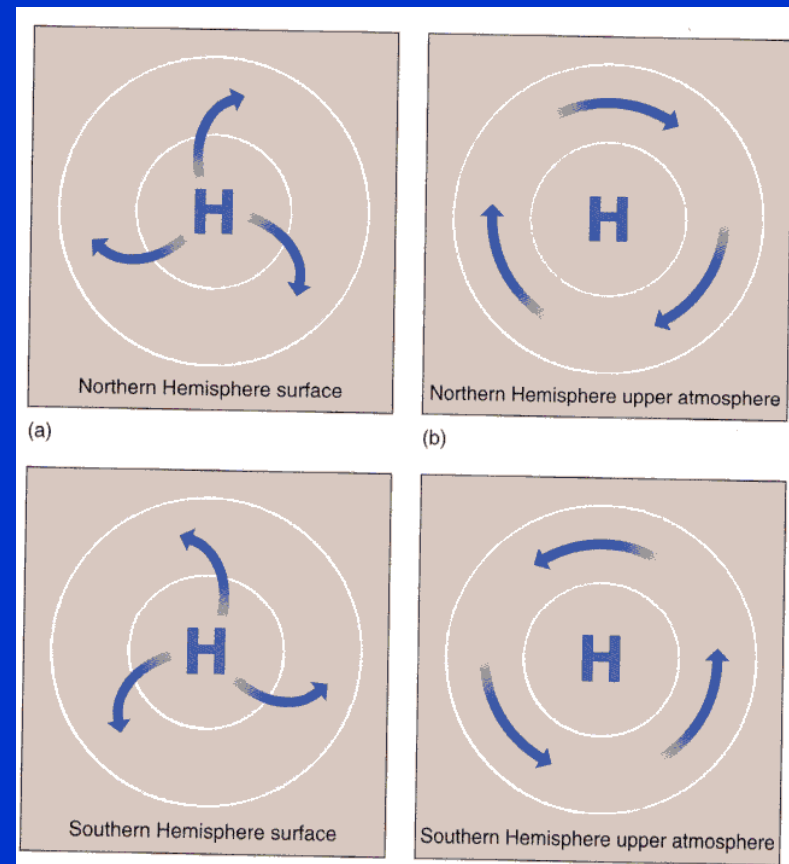 H
H
Northern Hemisphere surface
Northern Hemisphere upper atmosphere
(a)
(b)
H
H
Southern Hemisphere surface
Southern Hemisphere upper atmosphere